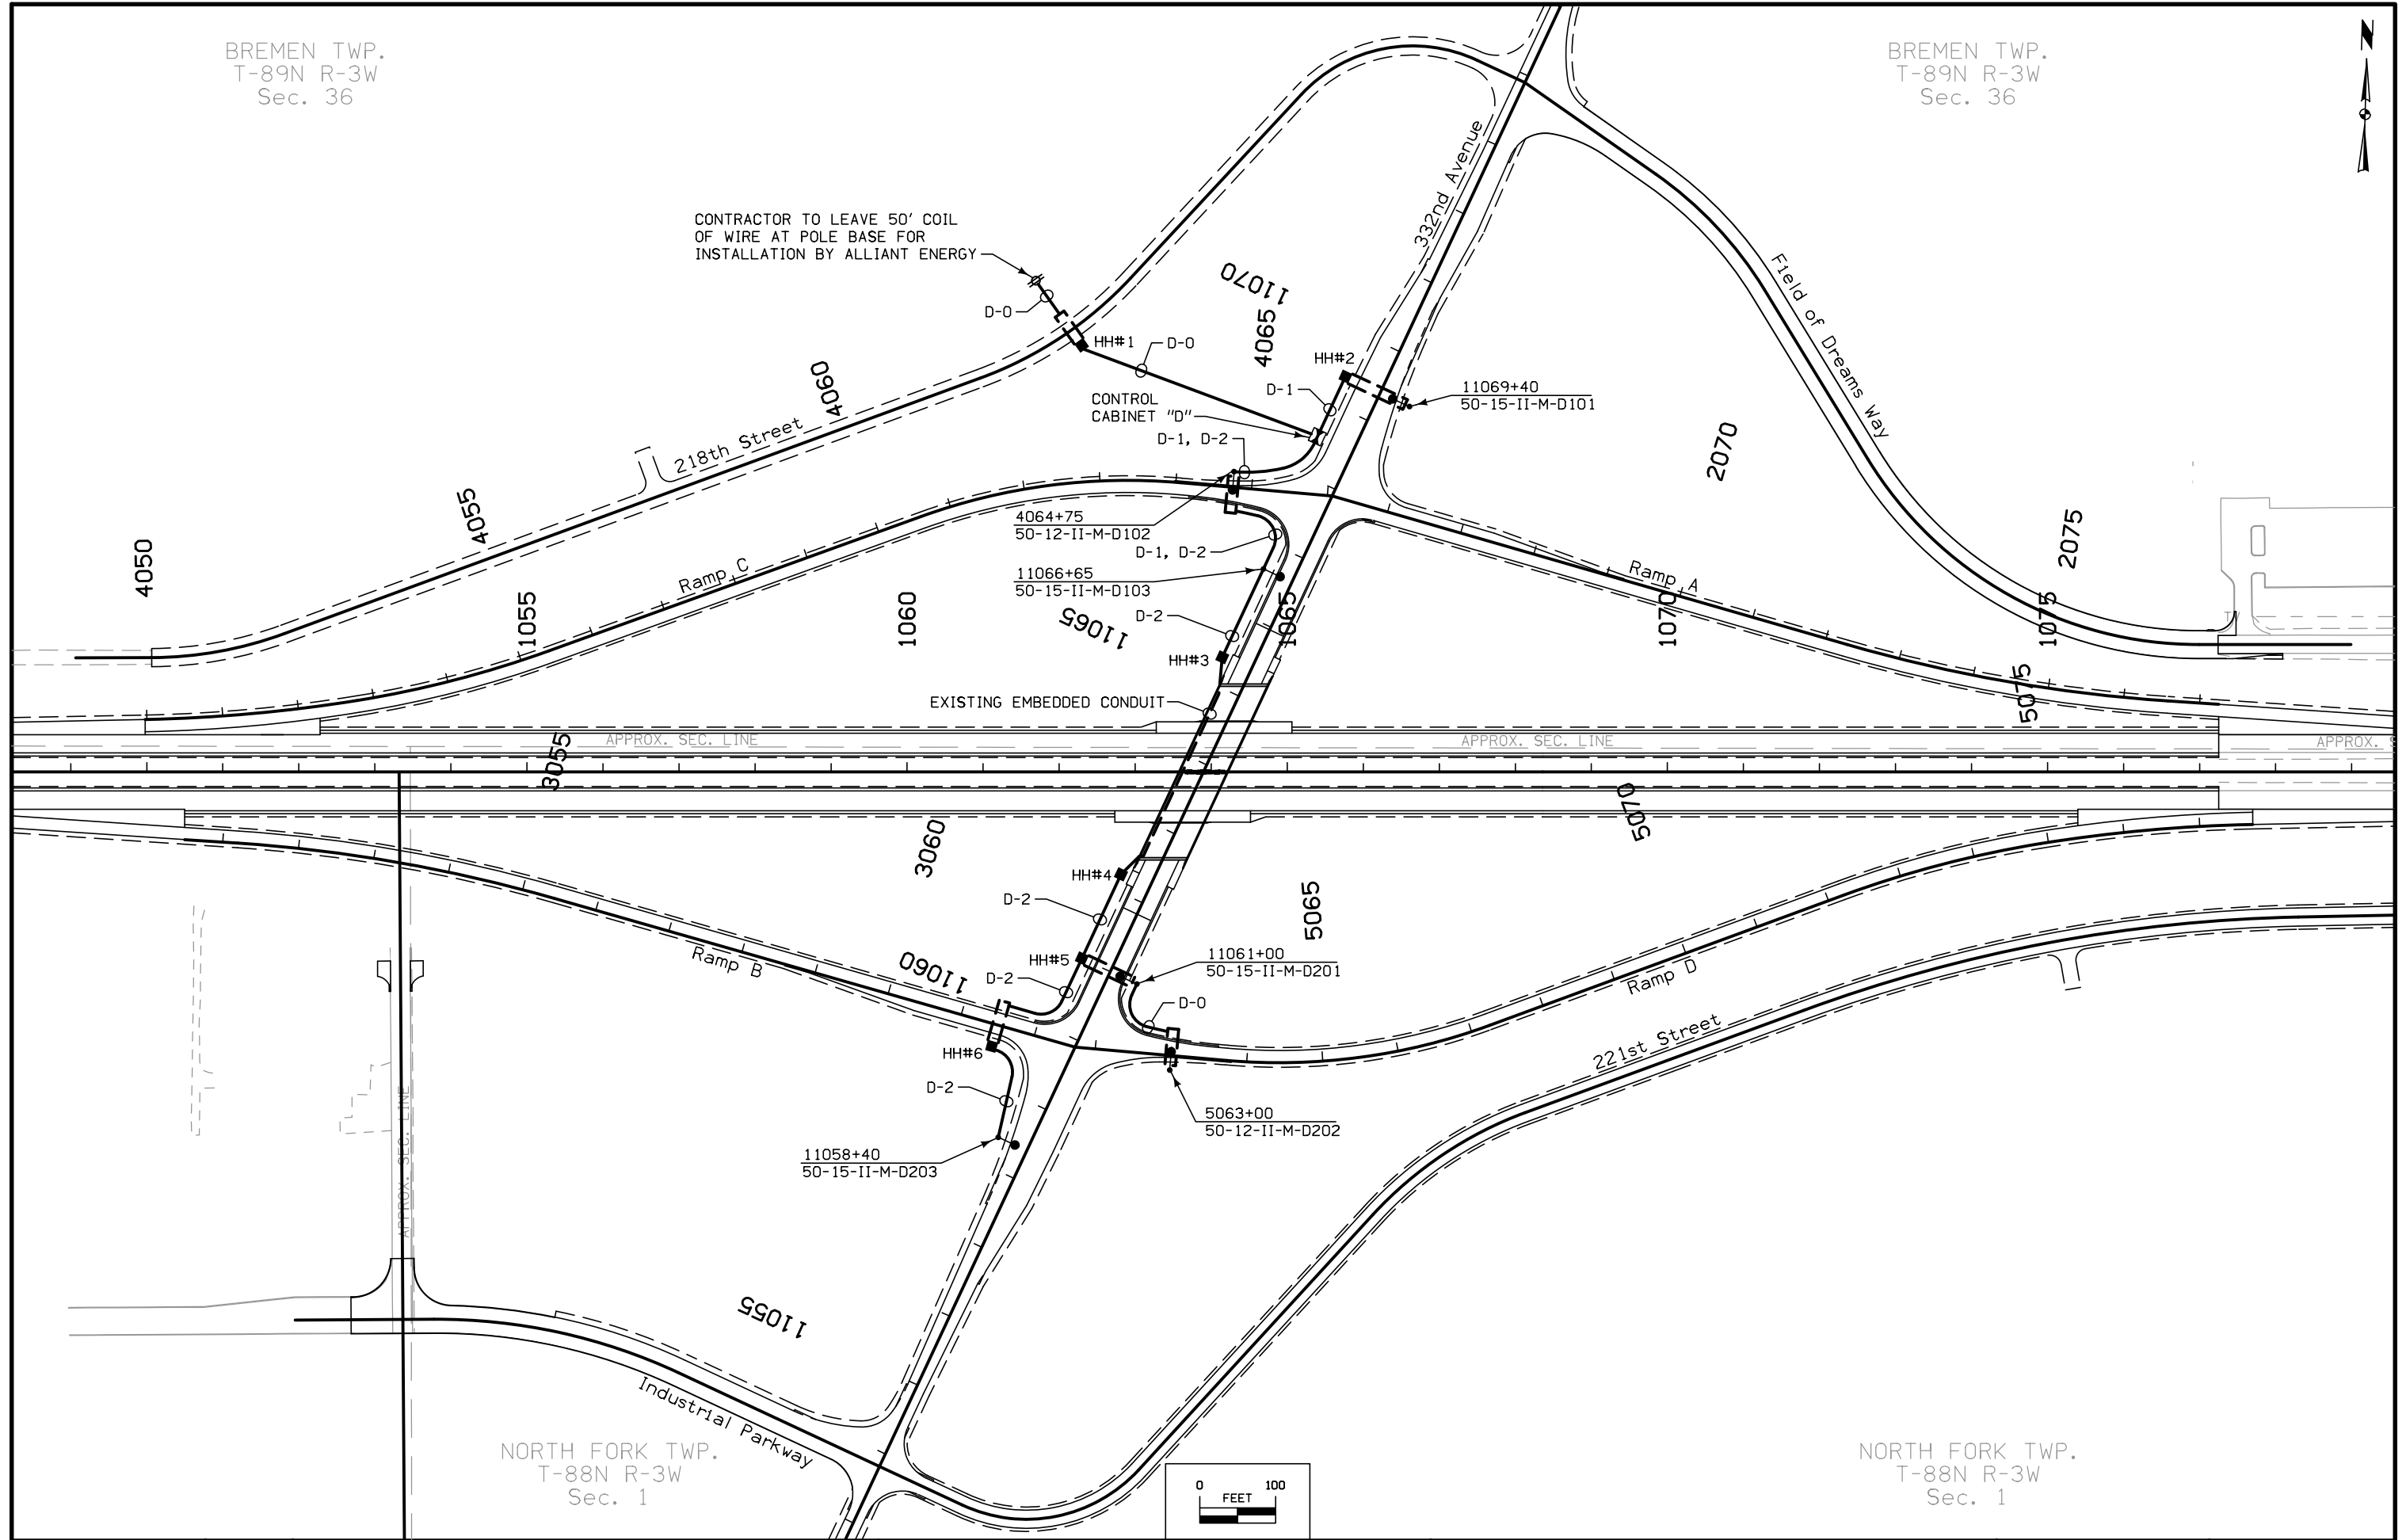 BREMEN TWP.
T-89N R-3W
Sec. 36
BREMEN TWP.
T-89N R-3W
Sec. 36
N
332nd Avenue
CONTRACTOR TO LEAVE 50' COIL
OF WIRE AT POLE BASE FOR
INSTALLATION BY ALLIANT ENERGY
D-0
HH#1
D-0
11070
4065
HH#2
D-1
CONTROL
CABINET "D"
D-1, D-2
11069+40
50-15-II-M-D101
Field of Dreams Way
4060
218th Street
4055
4050
2070
2075
4064+75
50-12-II-M-D102
D-1, D-2
11066+65
50-15-II-M-D103
Ramp C
Ramp A
1055
1060
11065
1065
1070
1075
D-2
HH#3
EXISTING EMBEDDED CONDUIT
5075
APPROX. SEC. LINE
APPROX. SEC. LINE
APPROX. S
3055
3060
5070
HH#4
D-2
5065
Ramp B
11060
HH#5
D-2
11061+00
50-15-II-M-D201
D-0
Ramp D
HH#6
D-2
221st Street
5063+00
50-12-II-M-D202
11058+40
50-15-II-M-D203
APPROX. SEC. LINE
11055
Industrial Parkway
NORTH FORK TWP.
T-88N R-3W
Sec. 1
0 100
FEET
NORTH FORK TWP.
T-88N R-3W
Sec. 1